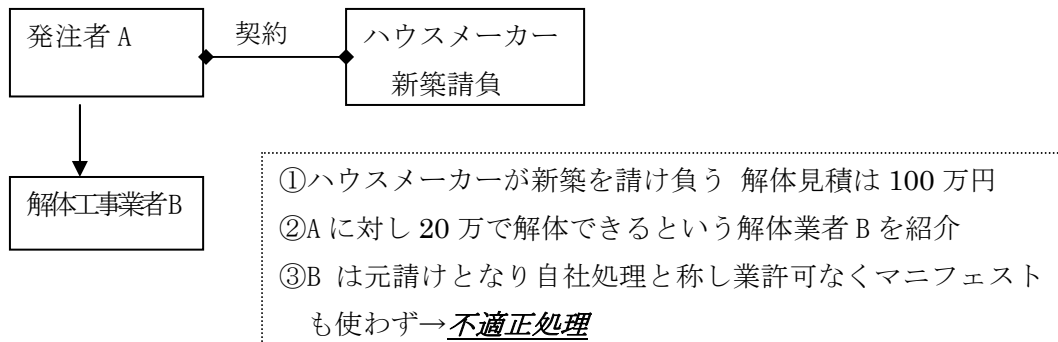 発注者 A
契約
ハウスメーカー
新築請負
解体工事業者B
①ハウスメーカーが新築を請け負う 解体見積は 100 万円
②A に対し 20 万で解体できるという解体業者 B を紹介
③B は元請けとなり自社処理と称し業許可なくマニフェスト
も使わず→不適正処理